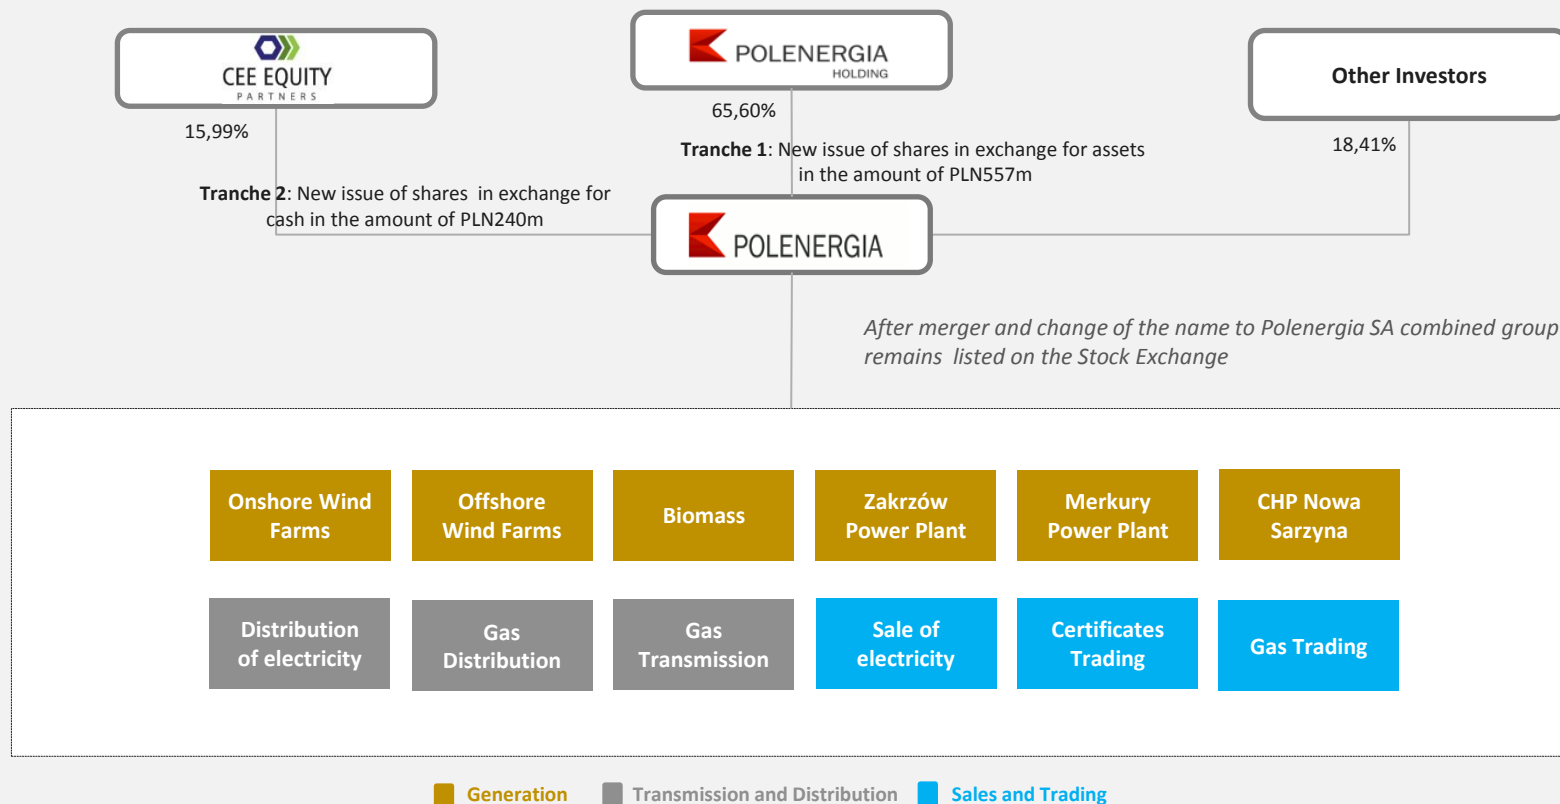 CEE EQUITY
PARTNERS
POLENERGIA
HOLDING
Other Investors
15,99%
65,60%
18,41%
Tranche 1: New issue of shares in exchange for assets
in the amount of PLN557m
Tranche 2: New issue of shares in exchange for
cash in the amount of PLN240m
POLENERGIA
After merger and change of the name to Polenergia SA combined group
remains listed on the Stock Exchange
Onshore Wind
Farms
Offshore
Wind Farms
Biomass
Zakrzów
Power Plant
Merkury
Power Plant
CHP Nowa
Sarzyna
Distribution
of electricity
Gas
Distribution
Gas
Transmission
Sale of
electricity
Certificates
Trading
Gas Trading
Generation
Transmission and Distribution
Sales and Trading